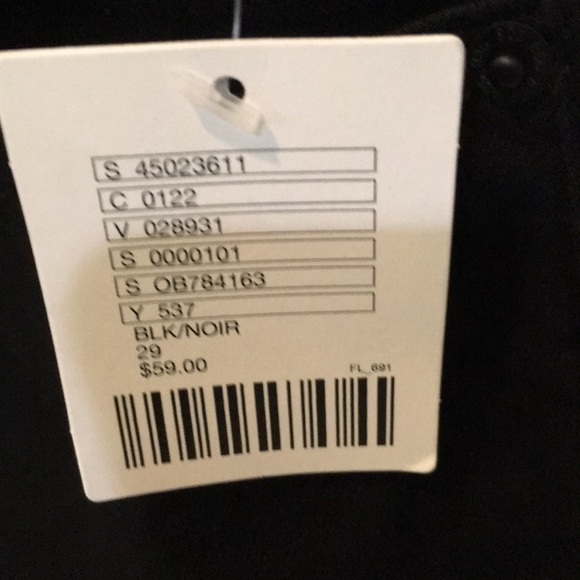 S 45023611
C 0122
V 028931
S 0000101
S OB784163
Y 537
BLK/NOIR
29
$59.00
FL_691